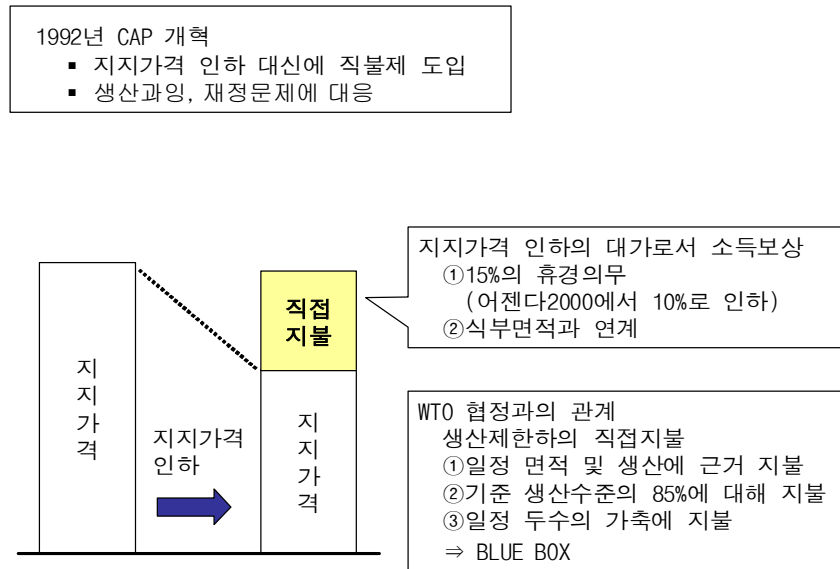 1992년 CAP 개혁
▪ 지지가격 인하 대신에 직불제 도입
▪ 생산과잉, 재정문제에 대응
지지가격
지지가격
인하
직접
지불
지지가격
지지가격 인하의 대가로서 소득보상
①15%의 휴경의무
(어젠다2000에서 10%로 인하)
②식부면적과 연계
WTO 협정과의 관계
생산제한하의 직접지불
①일정 면적 및 생산에 근거 지불
②기준 생산수준의 85%에 대해 지불
③일정 두수의 가축에 지불
⇒ BLUE BOX